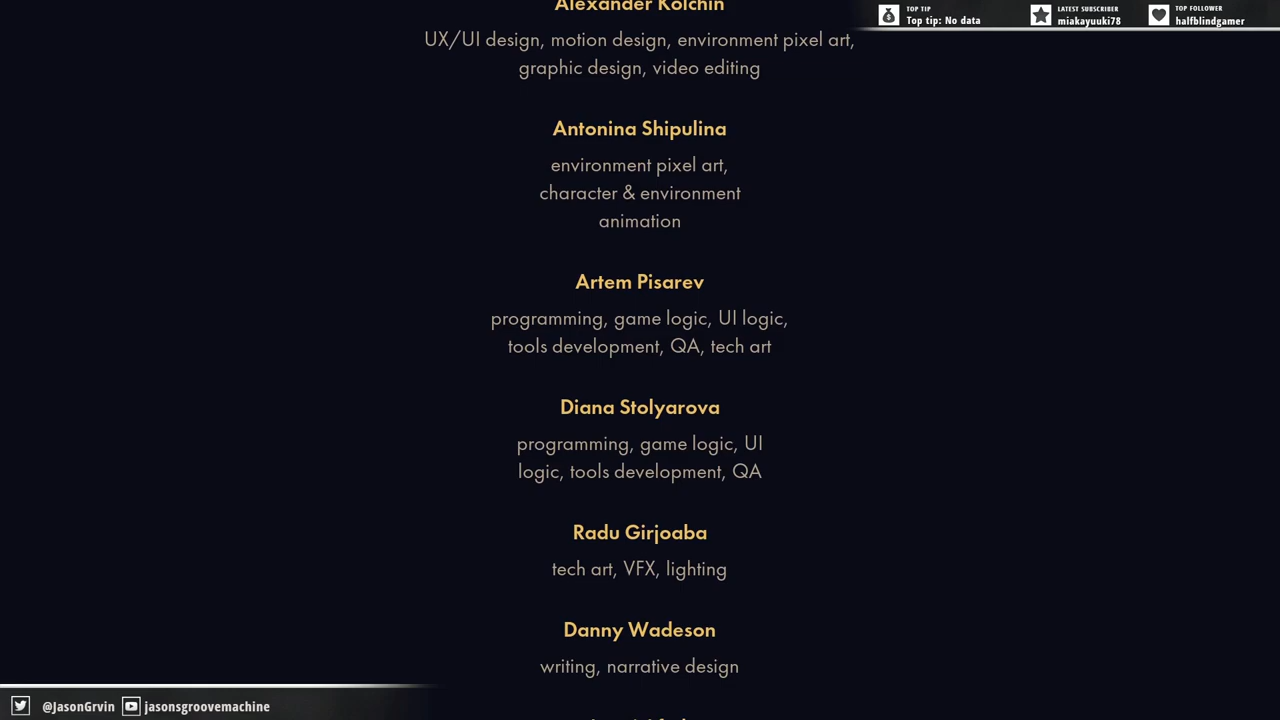 Alexander Kolchin
TOP TIP
Top tip: No data
LATEST SUBSCRIBER
miakayuuki78
TOP FOLLOWER
halfblindgamer
UX/UI design, motion design, environment pixel art,
graphic design, video editing
Antonina Shipulina
environment pixel art,
character & environment
animation
Artem Pisarev
programming, game logic, UI logic,
tools development, QA, tech art
Diana Stolyarova
programming, game logic, UI
logic, tools development, QA
Radu Girjoaba
tech art, VFX, lighting
Danny Wadeson
writing, narrative design
@JasonGrvin
jasonsgroovemachine